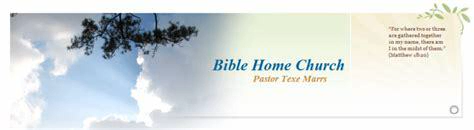 Bible Home Church
Pastor Texe Marrs
"For where two or three
are gathered together
in my name, there am
I in the midst of them."
(Matthew 18:20)